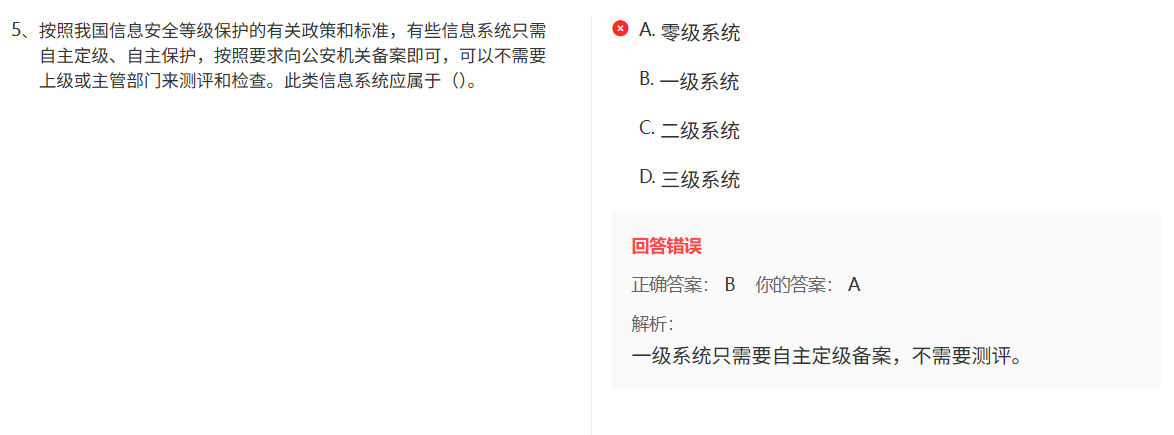 5、按照我国信息安全等级保护的有关政策和标准，有些信息系统只需
自主定级、自主保护，按照要求向公安机关备案即可，可以不需要
上级或主管部门来测评和检查。此类信息系统应属于（）。
A. 零级系统
B. 一级系统
C. 二级系统
D. 三级系统
回答错误
正确答案： B 你的答案： A
解析：
一级系统只需要自主定级备案，不需要测评。